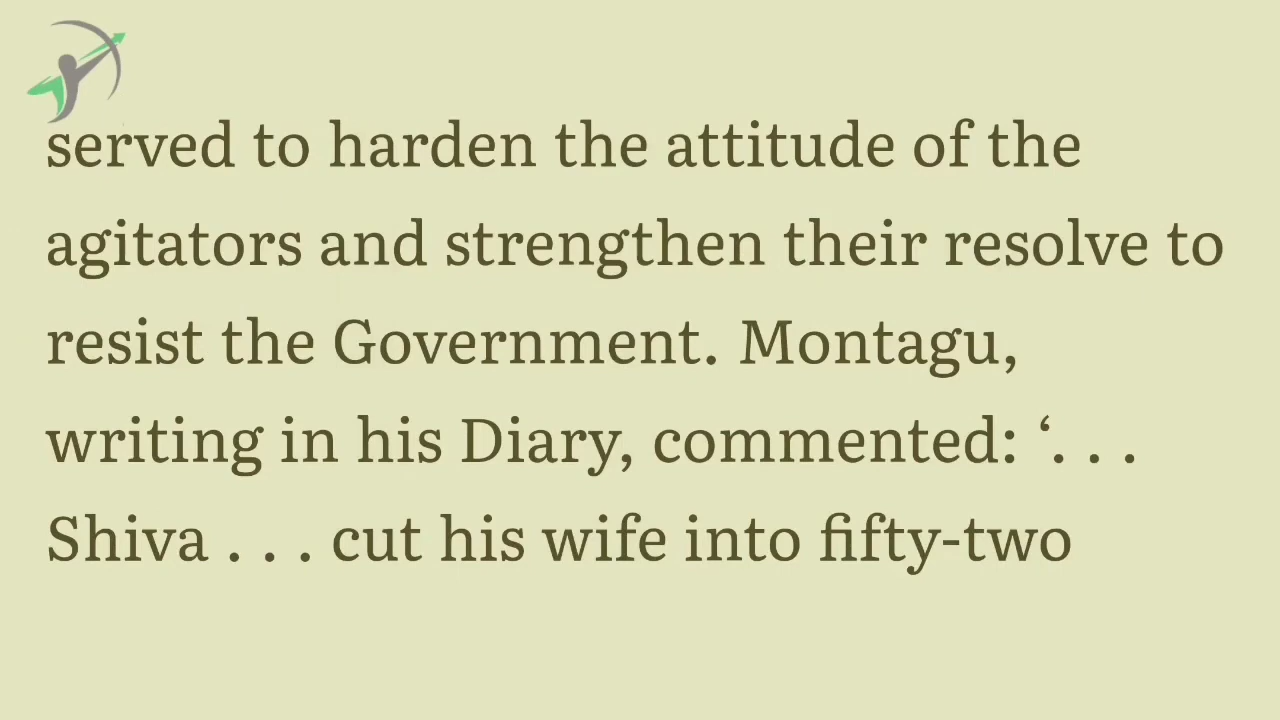 served to harden the attitude of the
agitators and strengthen their resolve to
resist the Government. Montagu,
writing in his Diary, commented: ‘. . .
Shiva . . . cut his wife into fifty-two